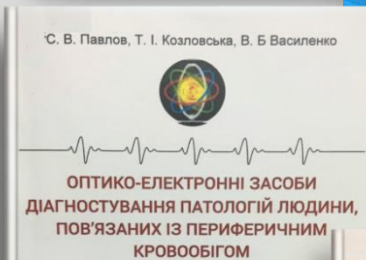 С. В. Павлов, Т. І. Козловська, В. Б Василенко
ОПТИКО-ЕЛЕКТРОННІ ЗАСОБИ
ДІАГНОСТУВАННЯ ПАТОЛОГІЙ ЛЮДИНИ,
ПОВ'ЯЗАНИХ ІЗ ПЕРИФЕРИЧНИМ
КРОВООБІГОМ